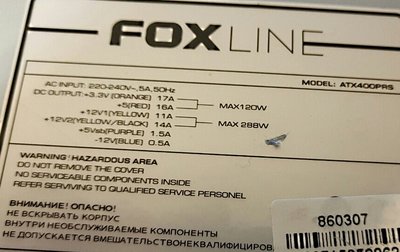 FOXLINE
AC INPUT: 220-240V~,5A,50Hz
MODEL: ATX400PRS
DC OUTPUT:+3.3V (ORANGE) 17A
+5(RED) 16A
MAX120W
+12V1(YELLOW) 11A
+12V2(YELLOW/BLACK) 14A
MAX 288W
+5Vsb(PURPLE) 1.5A
-12V(BLUE) 0.5A
WARNING! HAZARDOUS AREA
DO NOT REMOVE THE COVER
NO SERVICEABLE COMPONENTS INSIDE
REFER SERVICING TO QUALIFIED SERVICE PERSONEL
ВНИМАНИЕ! ОПАСНО!
НЕ ВСКРЫВАТЬ КОРПУС
ВНУТРИ НЕОБСЛУЖИВАЕМЫЕ КОМПОНЕНТЫ
НЕ ДОПУСКАЕТСЯ ВМЕШАТЕЛЬСТВОНЕКВАЛИФИЦИРОВ
860307